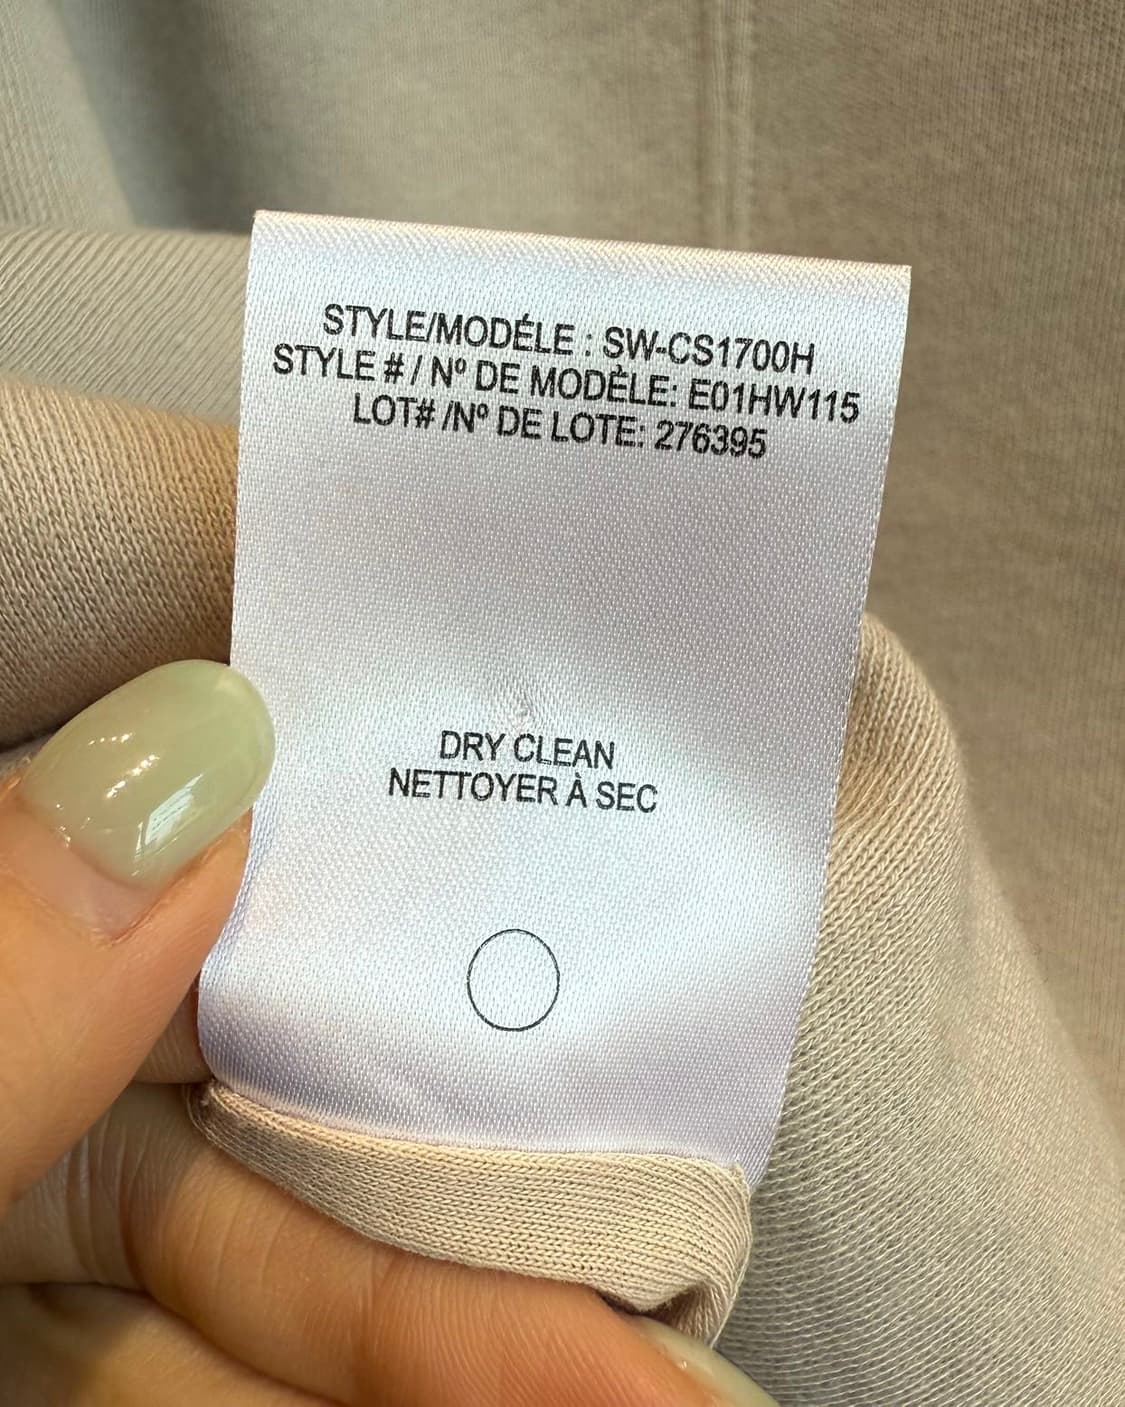 STYLE/MODÉLE : SW-CS1700H
STYLE # / Nº DE MODÈLE: E01HW115
LOT# /Nº DE LOTE: 276395
DRY CLEAN
NETTOYER À SEC